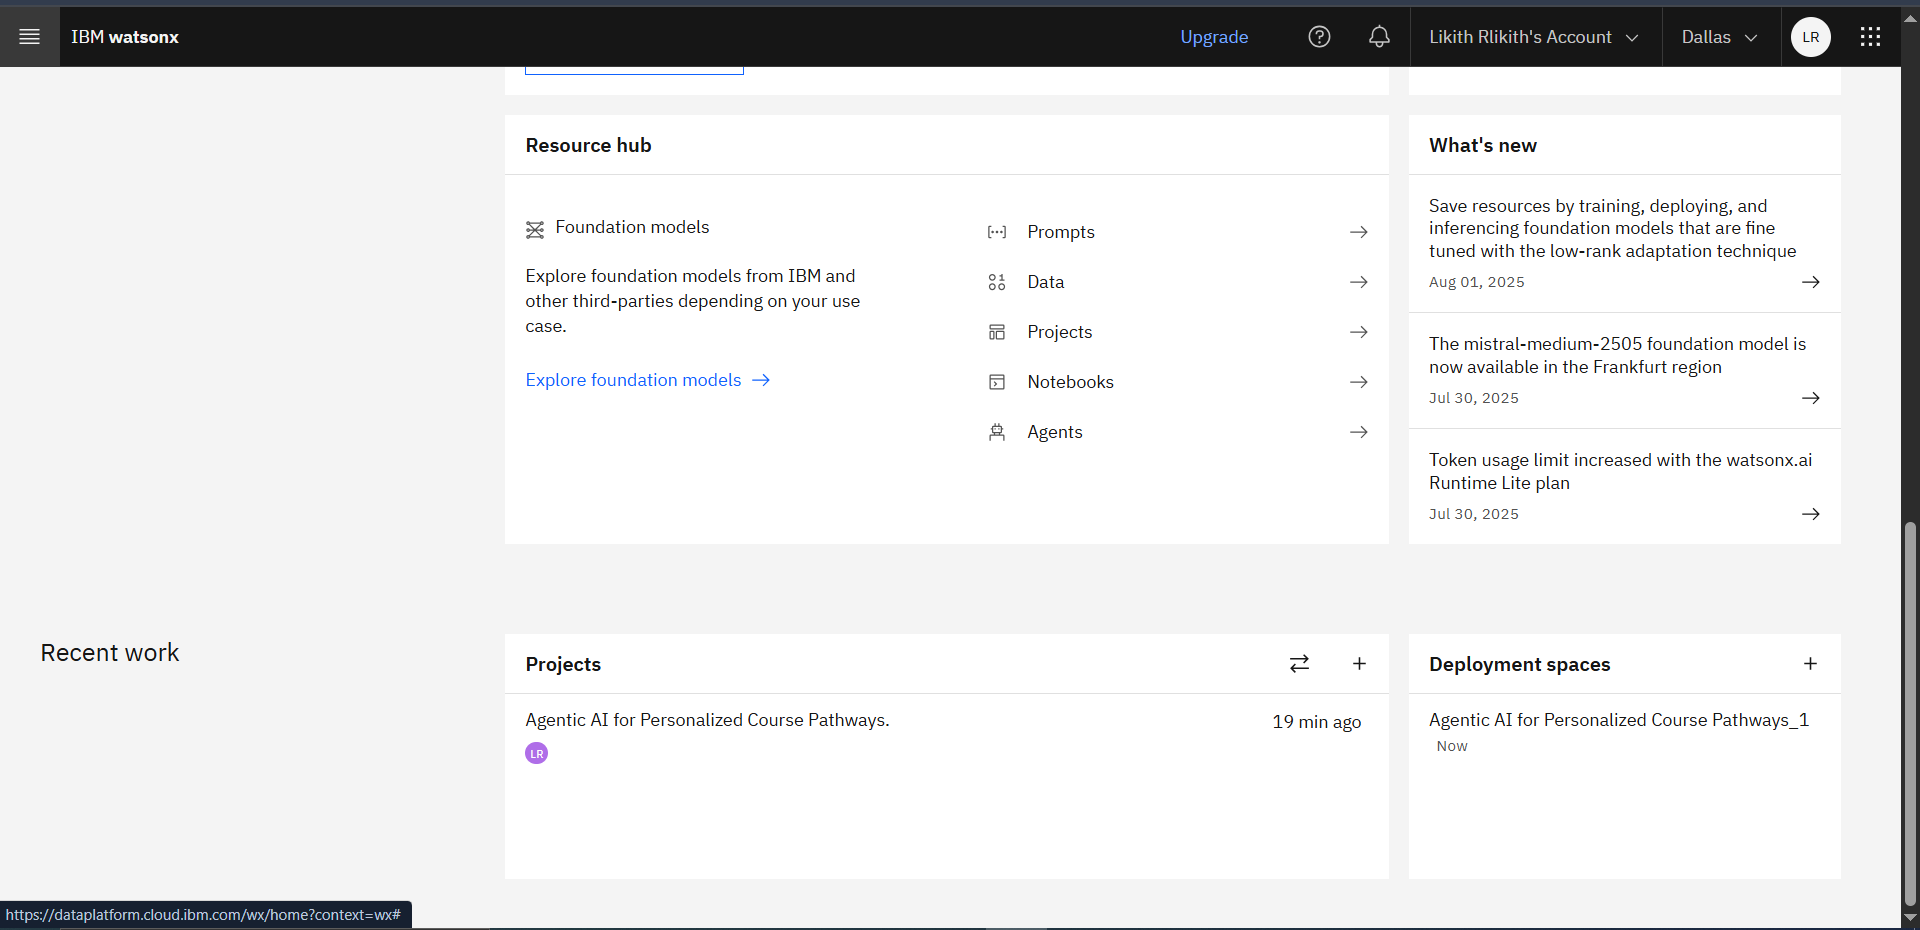 IBM watsonx
Upgrade
Likith Rlikith's Account
Dallas
LR
Resource hub
Foundation models
Explore foundation models from IBM and
other third-parties depending on your use
case.
Explore foundation models
Prompts
Data
Projects
Notebooks
Agents
What's new
Save resources by training, deploying, and
inferencing foundation models that are fine
tuned with the low-rank adaptation technique
Aug 01, 2025
The mistral-medium-2505 foundation model is
now available in the Frankfurt region
Jul 30, 2025
Token usage limit increased with the watsonx.ai
Runtime Lite plan
Jul 30, 2025
Recent work
Projects
Agentic AI for Personalized Course Pathways.
19 min ago
LR
Deployment spaces
Agentic AI for Personalized Course Pathways_1
Now
https://dataplatform.cloud.ibm.com/wx/home?context=wx#